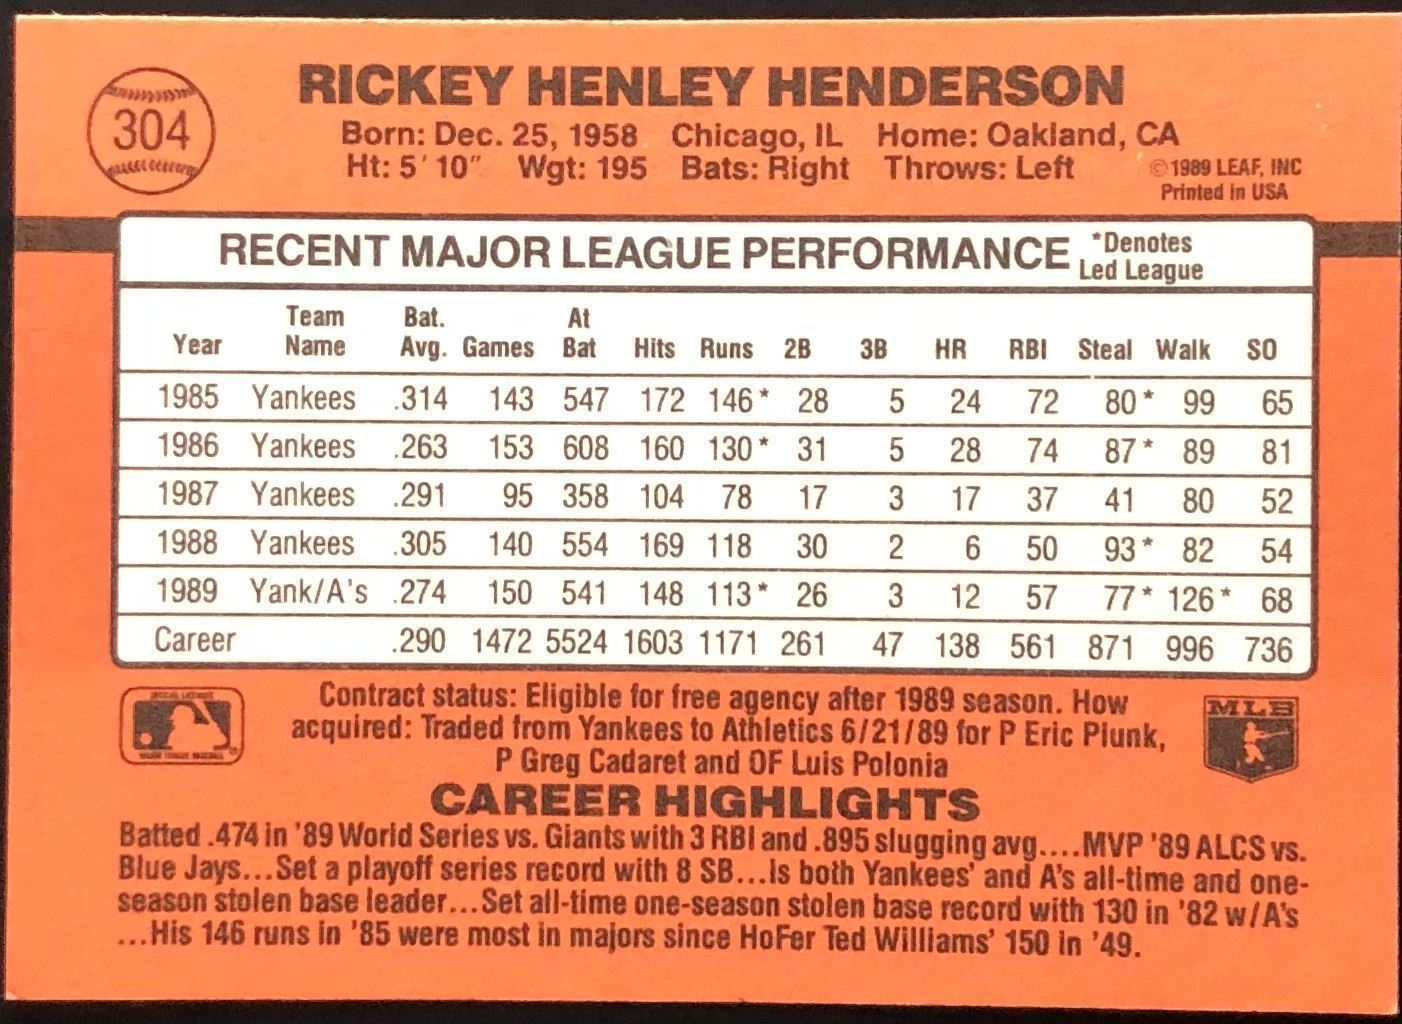 304
RICKEY HENLEY HENDERSON
Born: Dec. 25, 1958 Chicago, IL Home: Oakland, CA
Ht: 5' 10" Wgt: 195 Bats: Right Throws: Left
©1989 LEAF, INC
Printed in USA
RECENT MAJOR LEAGUE PERFORMANCE *Denotes Led League
Year Team Name Bat. Avg. Games At Bat Hits Runs 2B 3B HR RBI Steal Walk SO
1985 Yankees .314 143 547 172 146* 28 5 24 72 80* 99 65
1986 Yankees .263 153 608 160 130* 31 5 28 74 87* 89 81
1987 Yankees .291 95 358 104 78 17 3 17 37 41 80 52
1988 Yankees .305 140 554 169 118 30 2 6 50 93* 82 54
1989 Yank/A's .274 150 541 148 113* 26 3 12 57 77* 126* 68
Career .290 1472 5524 1603 1171 261 47 138 561 871 996 736
Contract status: Eligible for free agency after 1989 season. How
acquired: Traded from Yankees to Athletics 6/21/89 for P Eric Plunk,
P Greg Cadaret and OF Luis Polonia
MLB
CAREER HIGHLIGHTS
Batted .474 in '89 World Series vs. Giants with 3 RBI and .895 slugging avg....MVP '89 ALCS vs.
Blue Jays...Set a playoff series record with 8 SB...Is both Yankees' and A's all-time and one-
season stolen base leader...Set all-time one-season stolen base record with 130 in '82 w/A's
...His 146 runs in '85 were most in majors since HoFer Ted Williams' 150 in '49.